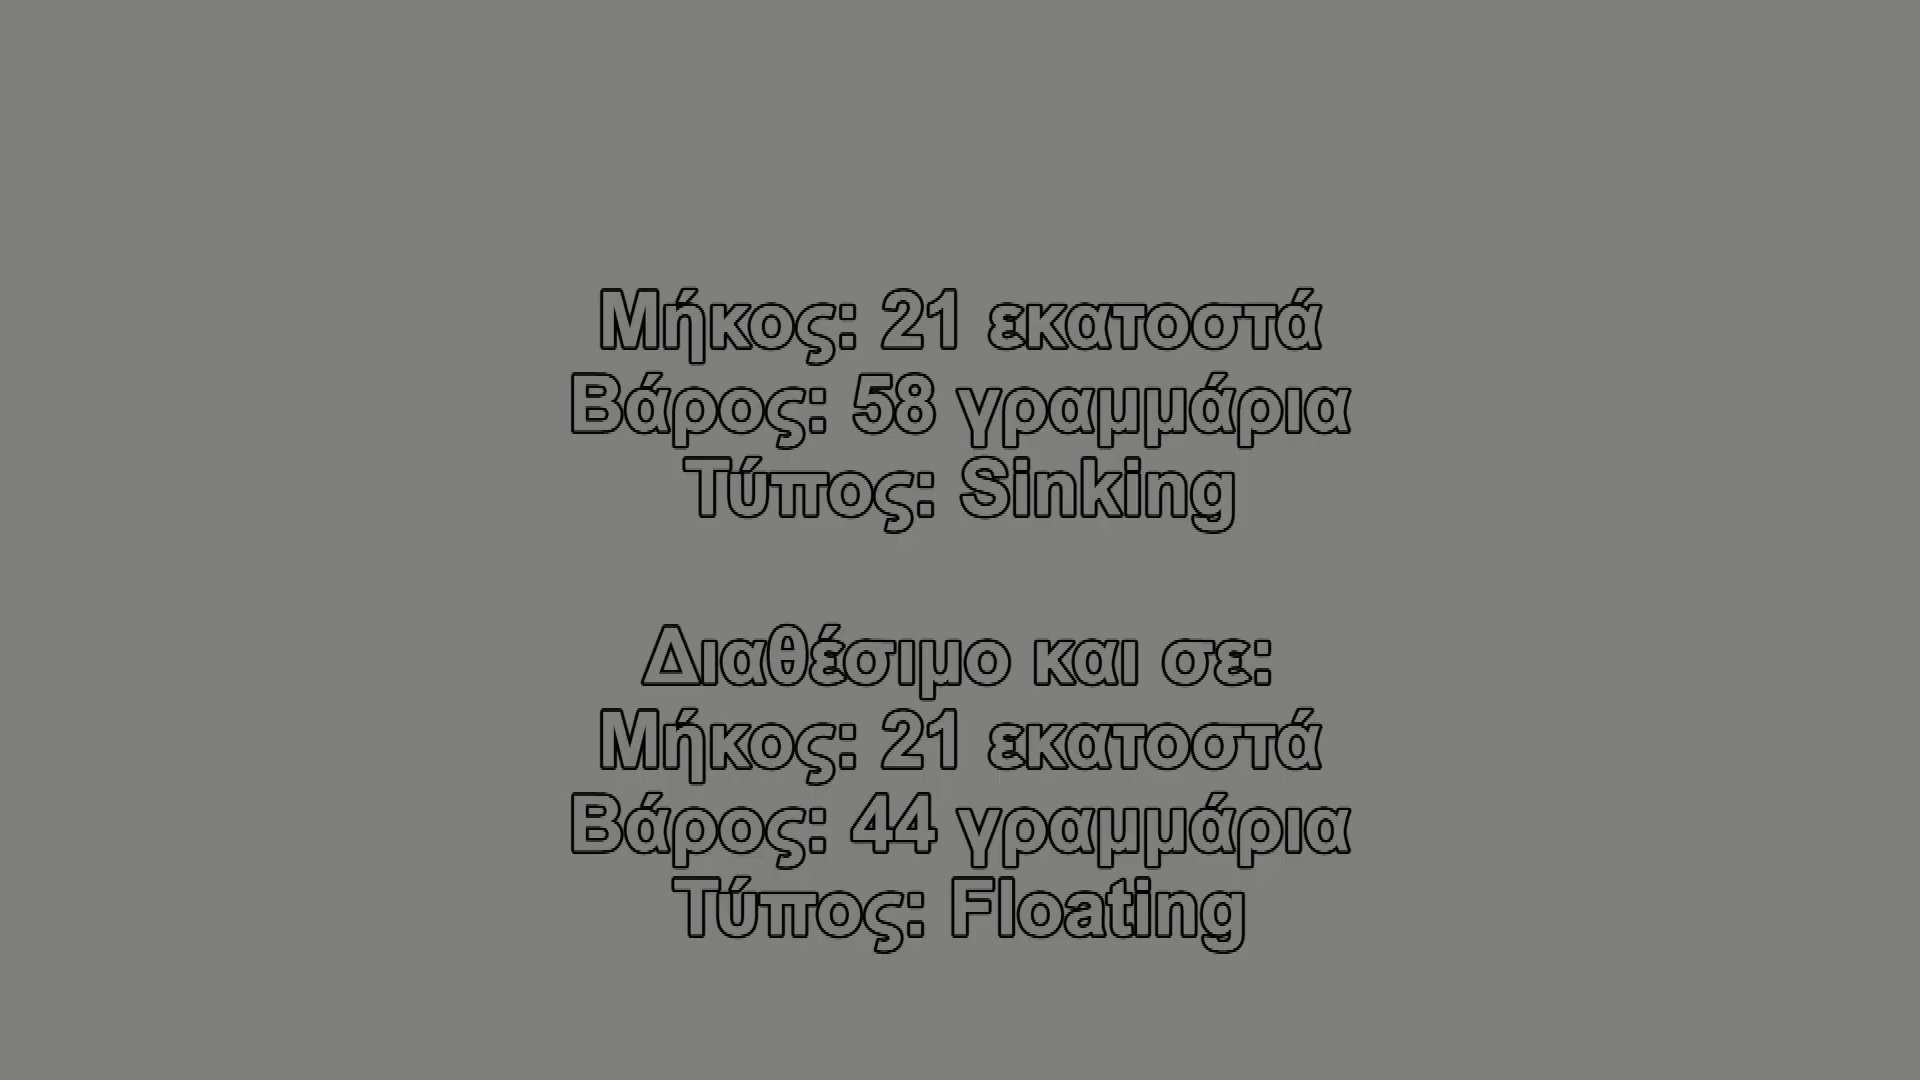 Μήκος: 21 εκατοστά
Βάρος: 58 γραμμάρια
Τύπος: Sinking
Διαθέσιμο και σε:
Μήκος: 21 εκατοστά
Βάρος: 44 γραμμάρια
Τύπος: Floating